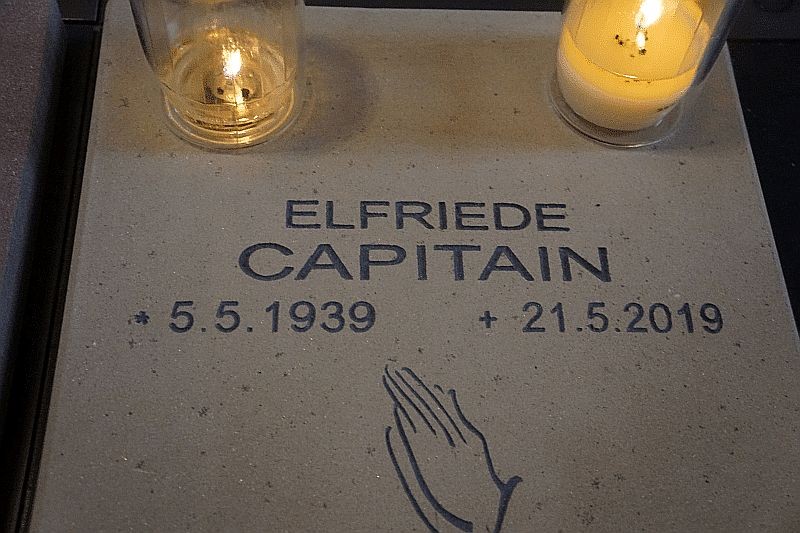 ELFRIEDE
CAPITAIN
* 5.5.1939 + 21.5.2019